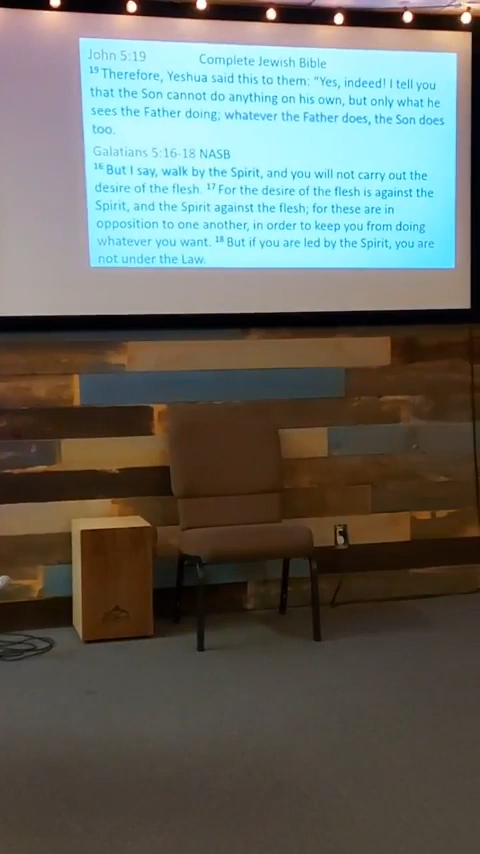 John 5:19 Complete Jewish Bible
19 Therefore, Yeshua said this to them: "Yes, indeed! I tell you
that the Son cannot do anything on his own, but only what he
sees the Father doing; whatever the Father does, the Son does
too.
Galatians 5:16-18 NASB
16 But I say, walk by the Spirit, and you will not carry out the
desire of the flesh. 17 For the desire of the flesh is against the
Spirit, and the Spirit against the flesh; for these are in
opposition to one another, in order to keep you from doing
whatever you want. 18 But if you are led by the Spirit, you are
not under the Law.